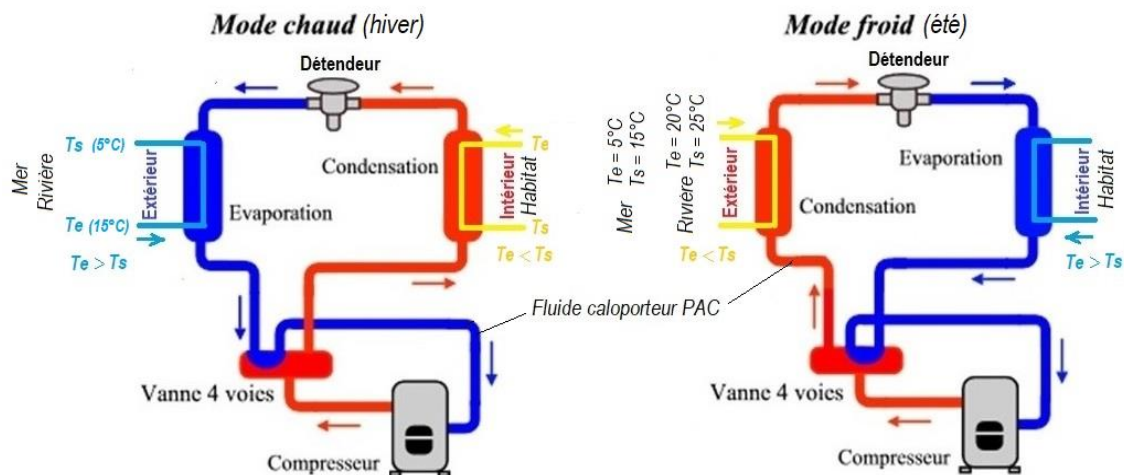 Mode chaud (hiver)
Détendeur
Ts (5°C)
Te (15°C)
Te > Ts
Mer
Rivière
Extérieur
Evaporation
Condensation
Te
Ts
Te < Ts
Intérieur
Habitat
Vanne 4 voies
Compresseur
Fluide caloporteur PAC
Mode froid (été)
Détendeur
Mer Te = 5°C
Ts = 15°C
Rivière Te = 20°C
Ts = 25°C
Extérieur
Te < Ts
Condensation
Evaporation
Intérieur
Habitat
Te > Ts
Vanne 4 voies
Compresseur